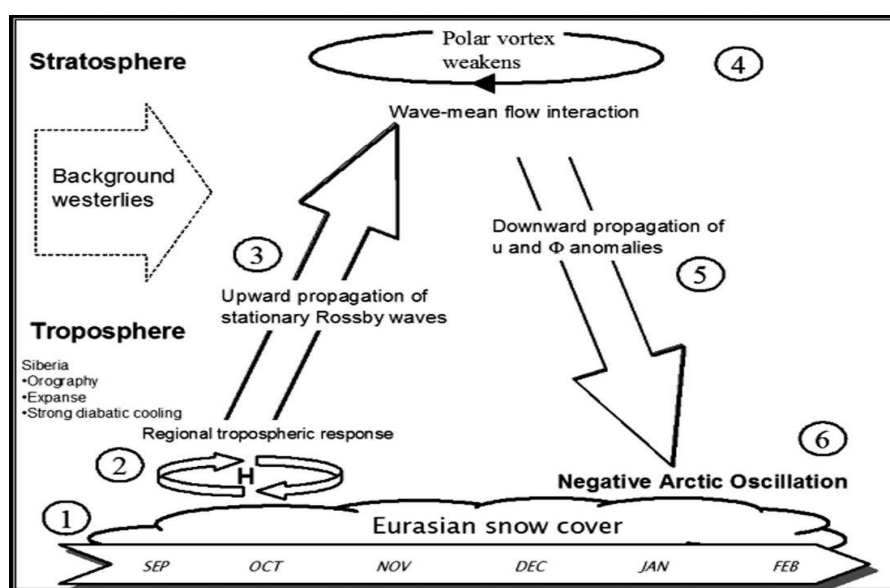 Stratosphere
Polar vortex
weakens
4
Wave-mean flow interaction
Background
westerlies
3
Downward propagation of
u and Φ anomalies
5
Upward propagation of
stationary Rossby waves
Troposphere
Siberia
•Orography
•Expanse
•Strong diabatic cooling
Regional tropospheric response
2
H
6
Negative Arctic Oscillation
1
Eurasian snow cover
SEP OCT NOV DEC JAN FEB